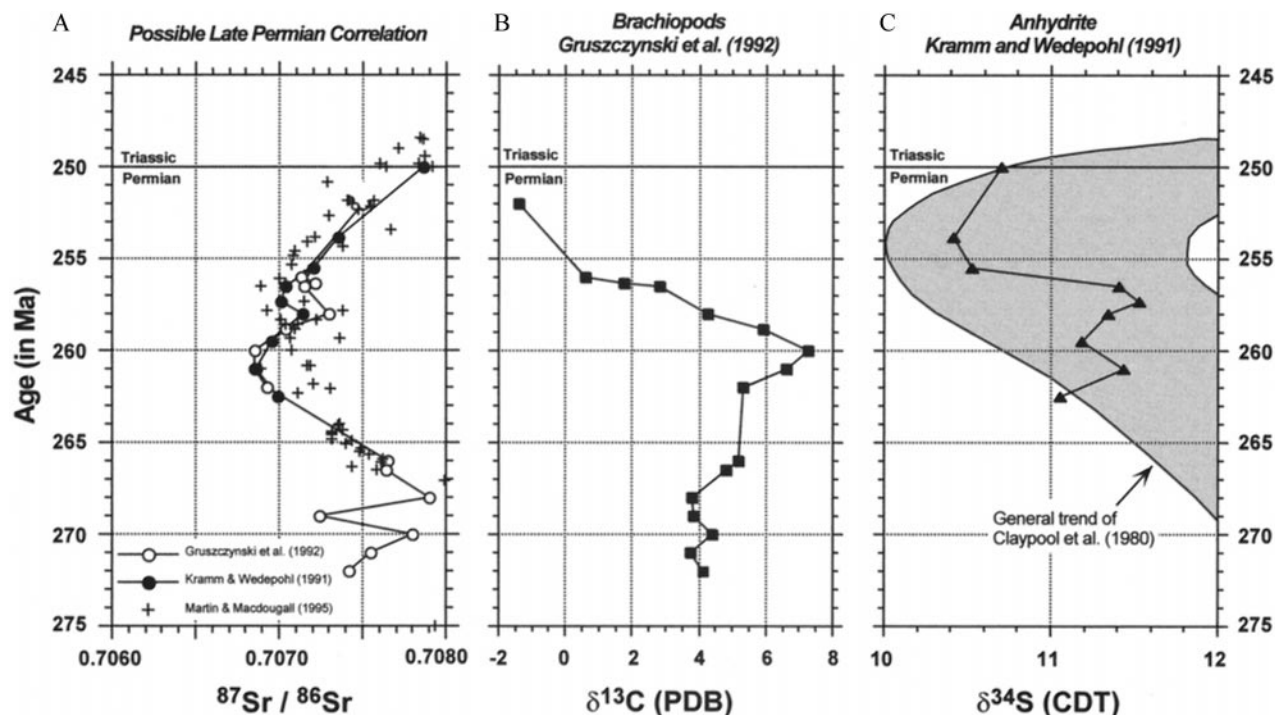 A
Possible Late Permian Correlation
B
Brachiopods
Gruszczynski et al. (1992)
C
Anhydrite
Kramm and Wedepohl (1991)
Age (in Ma)
245
250
255
260
265
270
275
Triassic
Permian
Gruszczynski et al. (1992)
Kramm & Wedepohl (1991)
Martin & Macdougall (1995)
0.7060
0.7070
0.7080
⁸⁷Sr / ⁸⁶Sr
Triassic
Permian
-2
0
2
4
6
8
δ¹³C (PDB)
Triassic
Permian
General trend of
Claypool et al. (1980)
245
250
255
260
265
270
275
10
11
12
δ³⁴S (CDT)